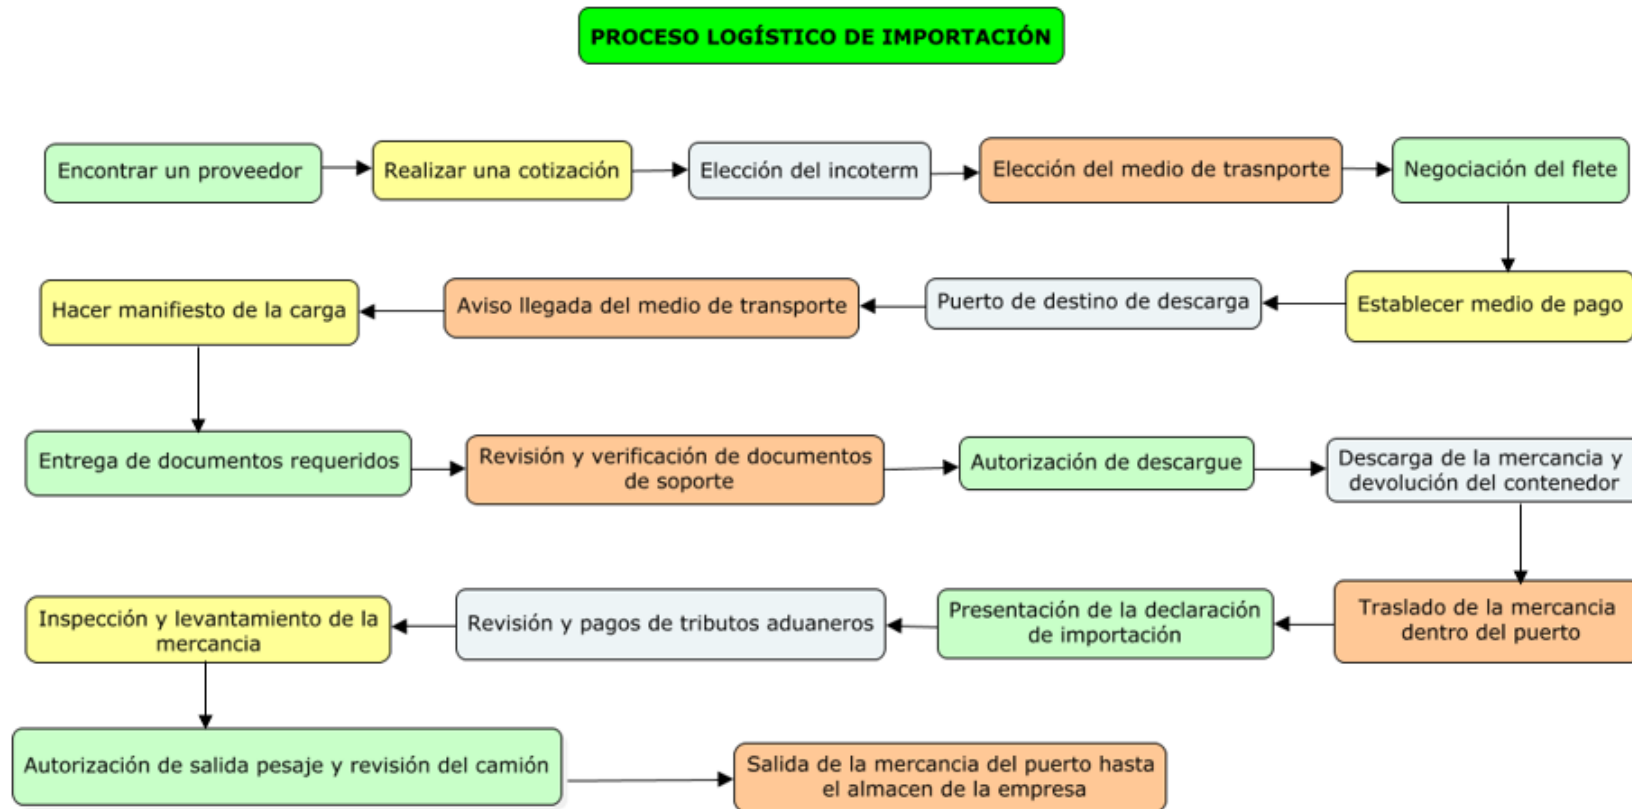 PROCESO LOGÍSTICO DE IMPORTACIÓN
Encontrar un proveedor
Realizar una cotización
Elección del incoterm
Elección del medio de trasnporte
Negociación del flete
Establecer medio de pago
Puerto de destino de descarga
Aviso llegada del medio de transporte
Hacer manifiesto de la carga
Entrega de documentos requeridos
Revisión y verificación de documentos
de soporte
Autorización de descargue
Descarga de la mercancia y
devolución del contenedor
Traslado de la mercancia
dentro del puerto
Presentación de la declaración
de importación
Revisión y pagos de tributos aduaneros
Inspección y levantamiento de la
mercancia
Autorización de salida pesaje y revisión del camión
Salida de la mercancia del puerto hasta
el almacen de la empresa